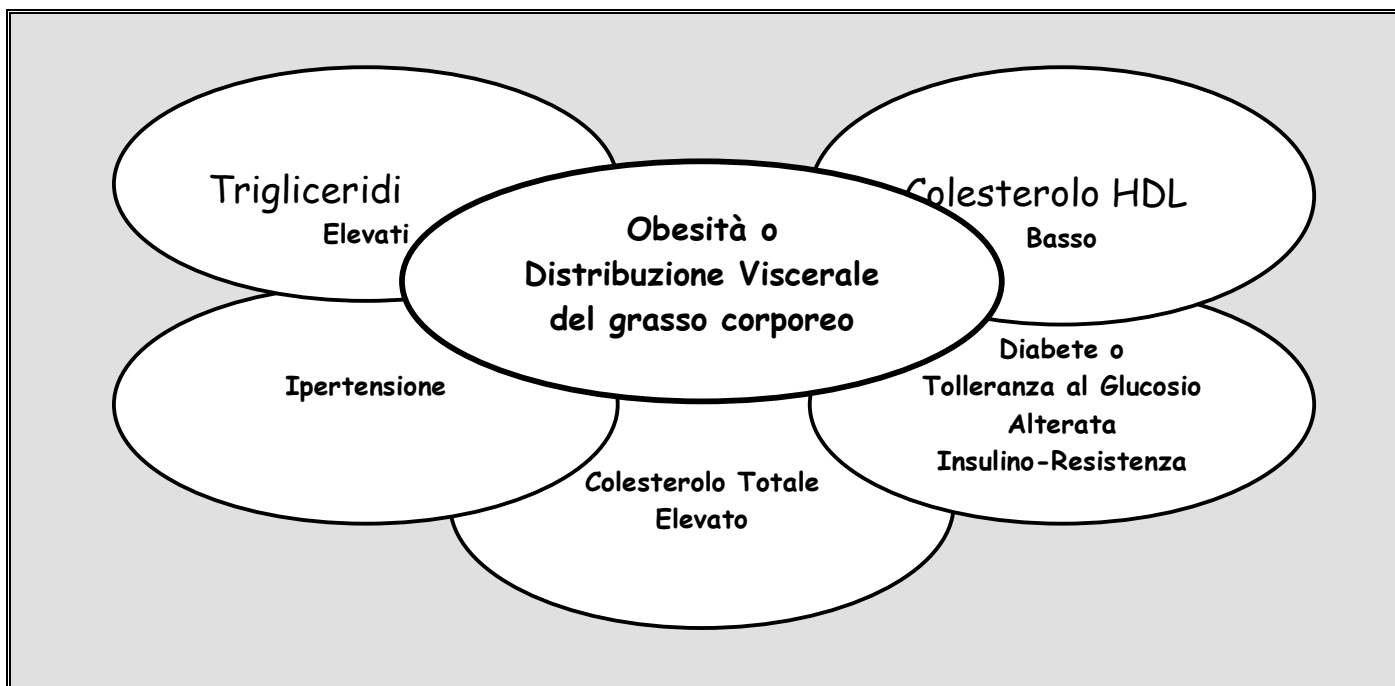 Trigliceridi
Elevati
Colesterolo HDL
Basso
Obesità o
Distribuzione Viscerale
del grasso corporeo
Ipertensione
Diabete o
Tolleranza al Glucosio
Alterata
Insulino-Resistenza
Colesterolo Totale
Elevato